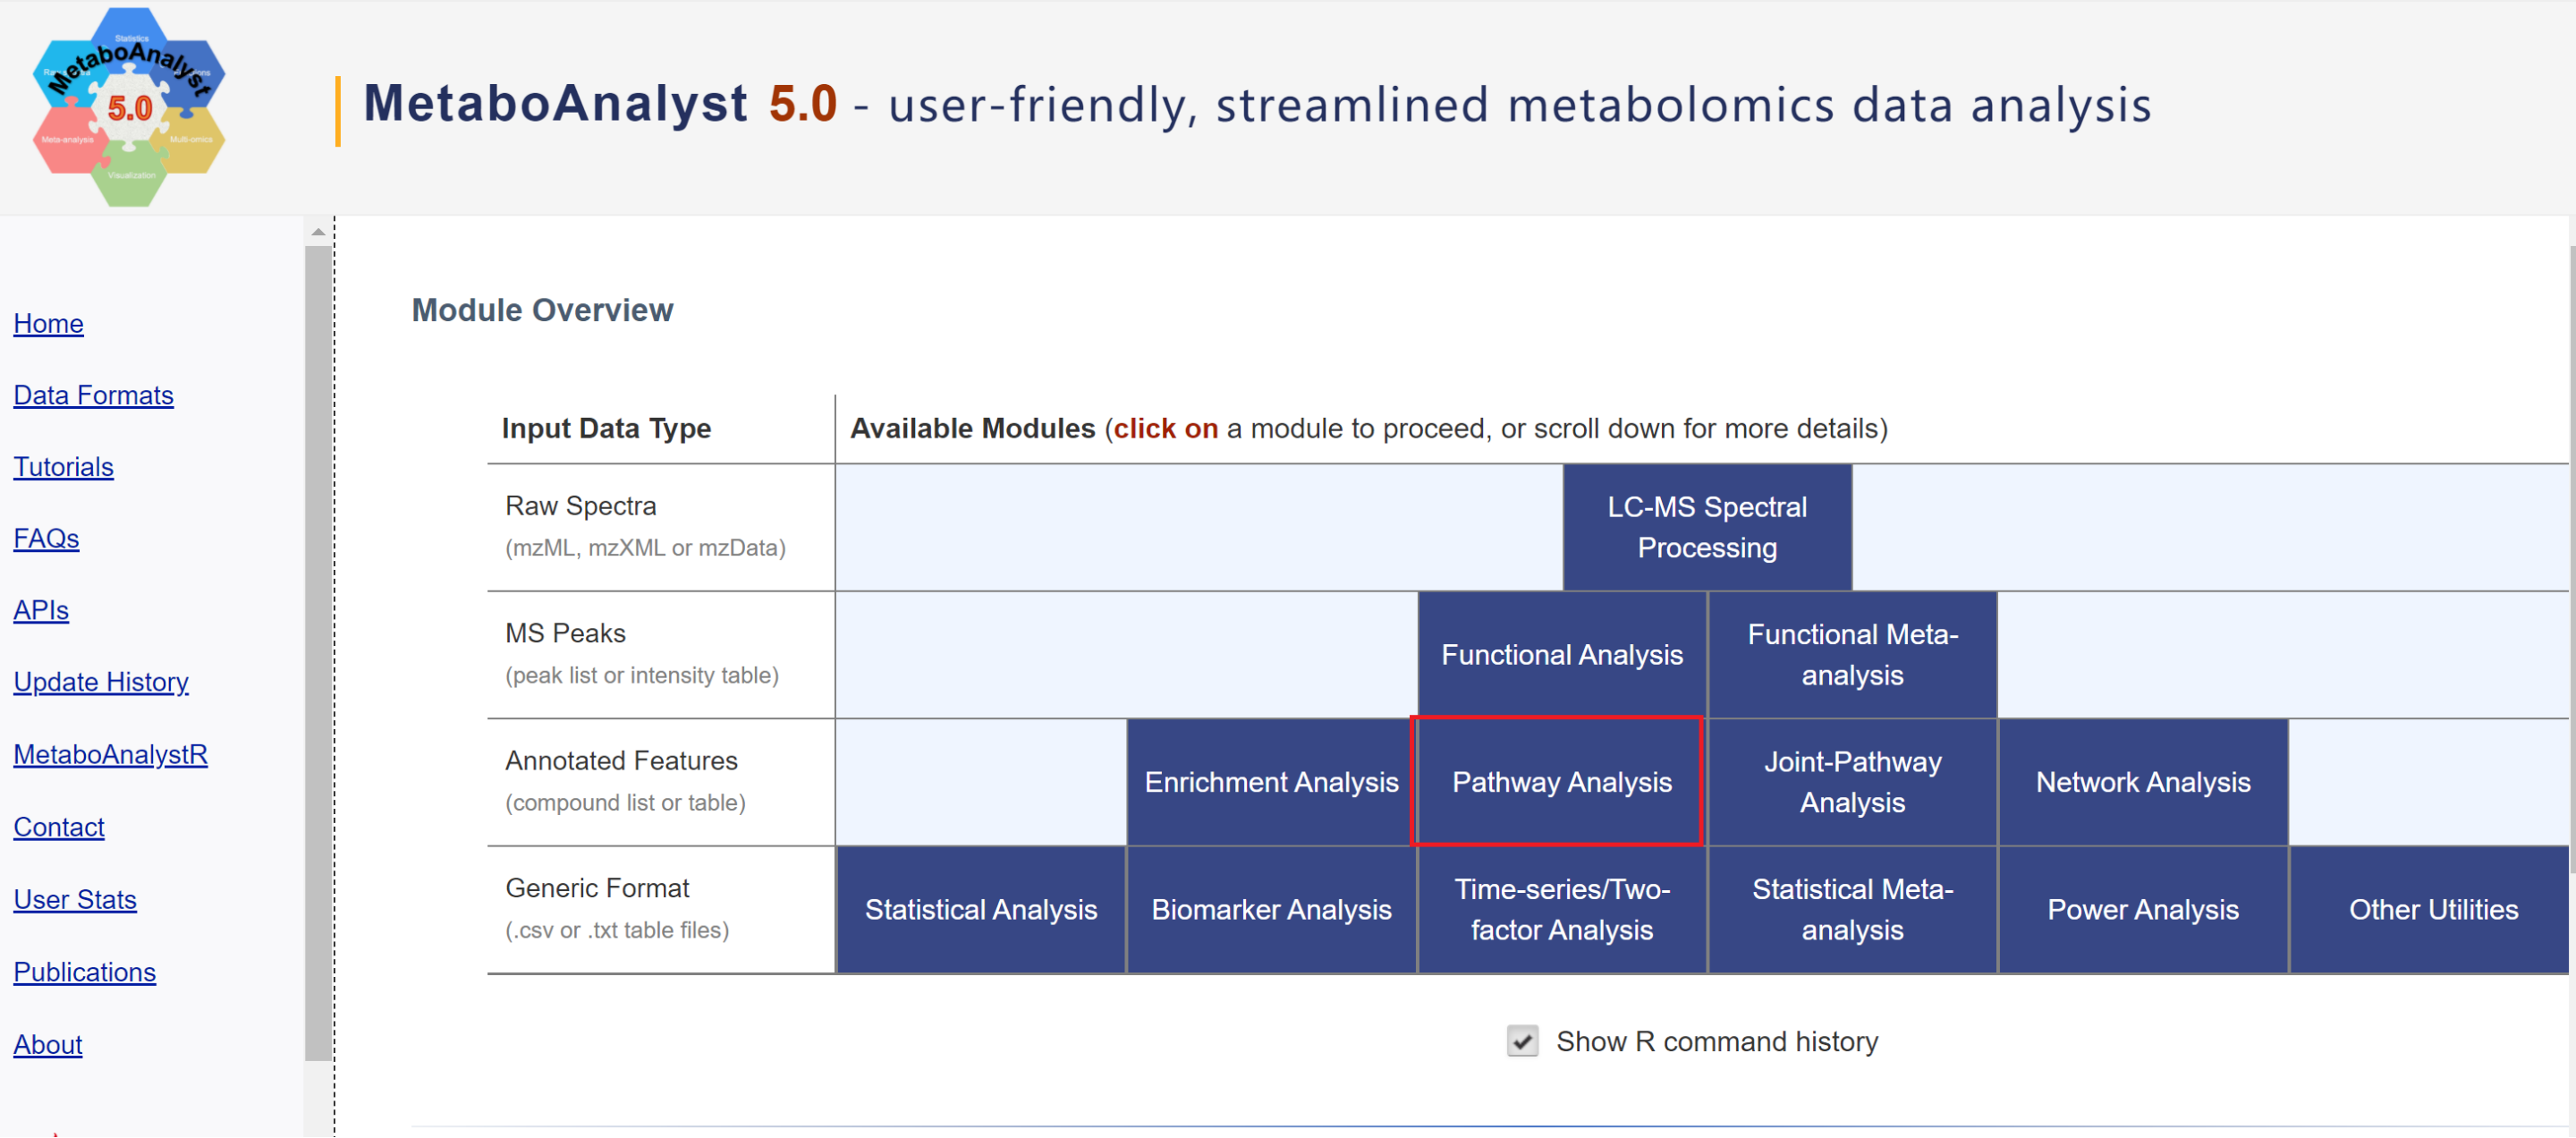 Statistics
MetaboAnalyst
5.0
Meta-analysis
Multi-omics
Visualization
MetaboAnalyst 5.0 - user-friendly, streamlined metabolomics data analysis
Home
Data Formats
Tutorials
FAQs
APIs
Update History
MetaboAnalystR
Contact
User Stats
Publications
About
Module Overview
Input Data Type
Available Modules (click on a module to proceed, or scroll down for more details)
Raw Spectra
(mzML, mzXML or mzData)
LC-MS Spectral
Processing
MS Peaks
(peak list or intensity table)
Functional Analysis
Functional Meta-
analysis
Annotated Features
(compound list or table)
Enrichment Analysis
Pathway Analysis
Joint-Pathway
Analysis
Network Analysis
Generic Format
(.csv or .txt table files)
Statistical Analysis
Biomarker Analysis
Time-series/Two-
factor Analysis
Statistical Meta-
analysis
Power Analysis
Other Utilities
Show R command history